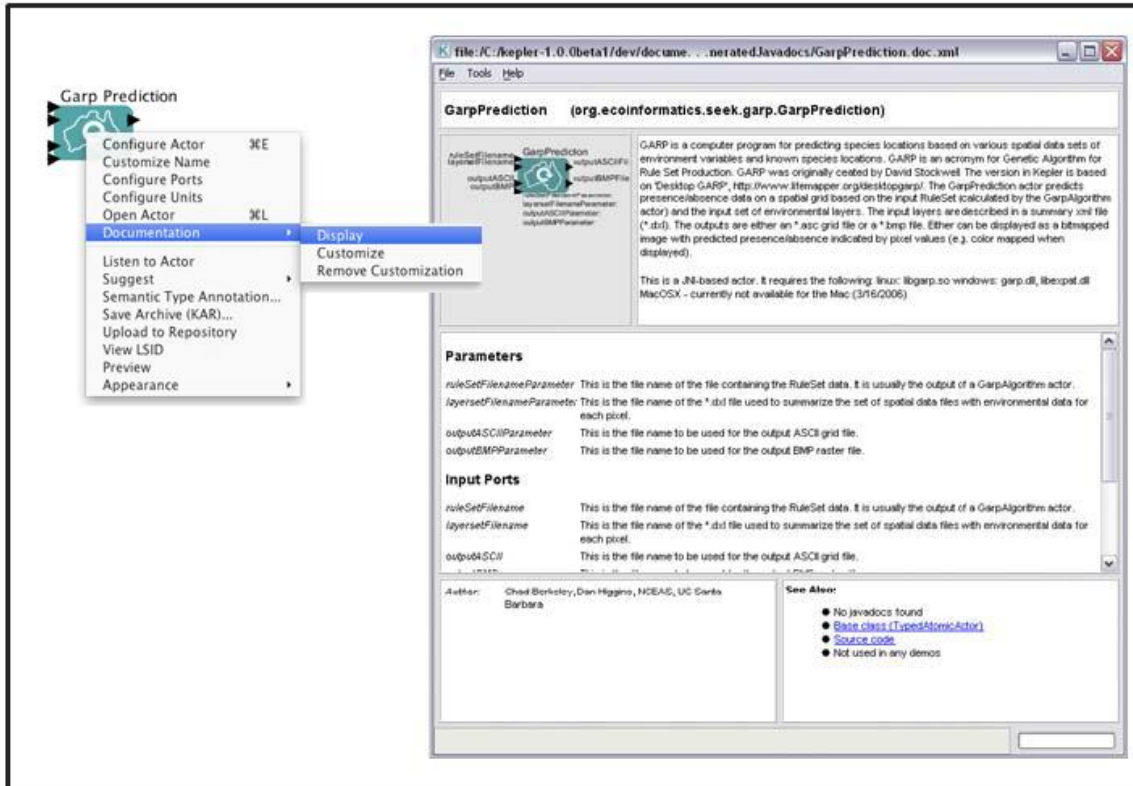 Garp Prediction
Configure Actor ⌘E
Customize Name
Configure Ports
Configure Units
Open Actor ⌘L
Documentation
Display
Customize
Remove Customization
Listen to Actor
Suggest
Semantic Type Annotation...
Save Archive (KAR)...
Upload to Repository
View LSID
Preview
Appearance
file:/C:/kepler-1.0.0beta1/dev/docume. . .neratedJavadocs/GarpPrediction.doc.xml
File Tools Help
GarpPrediction (org.ecoinformatics.seek.garp.GarpPrediction)
GarpPrediction
ruleSetFilename
layersetFilename
outputASCIIFil
outputASCII
outputBMPFile
outputBMP
layersetFilenameParameter:
outputASCIIParameter:
outputBMPParameter:
GARP is a computer program for predicting species locations based on various spatial data sets of
environment variables and known species locations. GARP is an acronym for Genetic Algorithm for
Rule Set Production. GARP was originally created by David Stockwell The version in Kepler is based
on 'Desktop GARP', http://www.lifemapper.org/desktopgarp/. The GarpPrediction actor predicts
presence/absence data on a spatial grid based on the input RuleSet (calculated by the GarpAlgorithm
actor) and the input set of environmental layers. The input layers aredescribed in a summary xml file
(*.dxl). The outputs are either an *.asc grid file or a *.bmp file. Either can be displayed as a bitmapped
image with predicted presence/absence indicated by pixel values (e.g. color mapped when
displayed).
This is a JNI-based actor. It requires the following: linux: libgarp.so windows: garp.dll, libexpat.dll
MacOSX - currently not available for the Mac (3/16/2006)
Parameters
ruleSetFilenameParameter This is the file name of the file containing the RuleSet data. It is usually the output of a GarpAlgorithm actor.
layersetFilenameParameter This is the file name of the *.dxl file used to summarize the set of spatial data files with environmental data for
each pixel.
outputASCIIParameter This is the file name to be used for the output ASCII grid file.
outputBMPParameter This is the file name to be used for the output BMP raster file.
Input Ports
ruleSetFilename This is the file name of the file containing the RuleSet data. It is usually the output of a GarpAlgorithm actor.
layersetFilename This is the file name of the *.dxl file used to summarize the set of spatial data files with environmental data for
each pixel.
outputASCII This is the file name to be used for the output ASCII grid file.
Author: Chad Berkeley, Dan Higgins, NCEAS, UC Santa
Barbara
See Also:
No javadocs found
Base class (TypedAtomicActor)
Source code
Not used in any demos